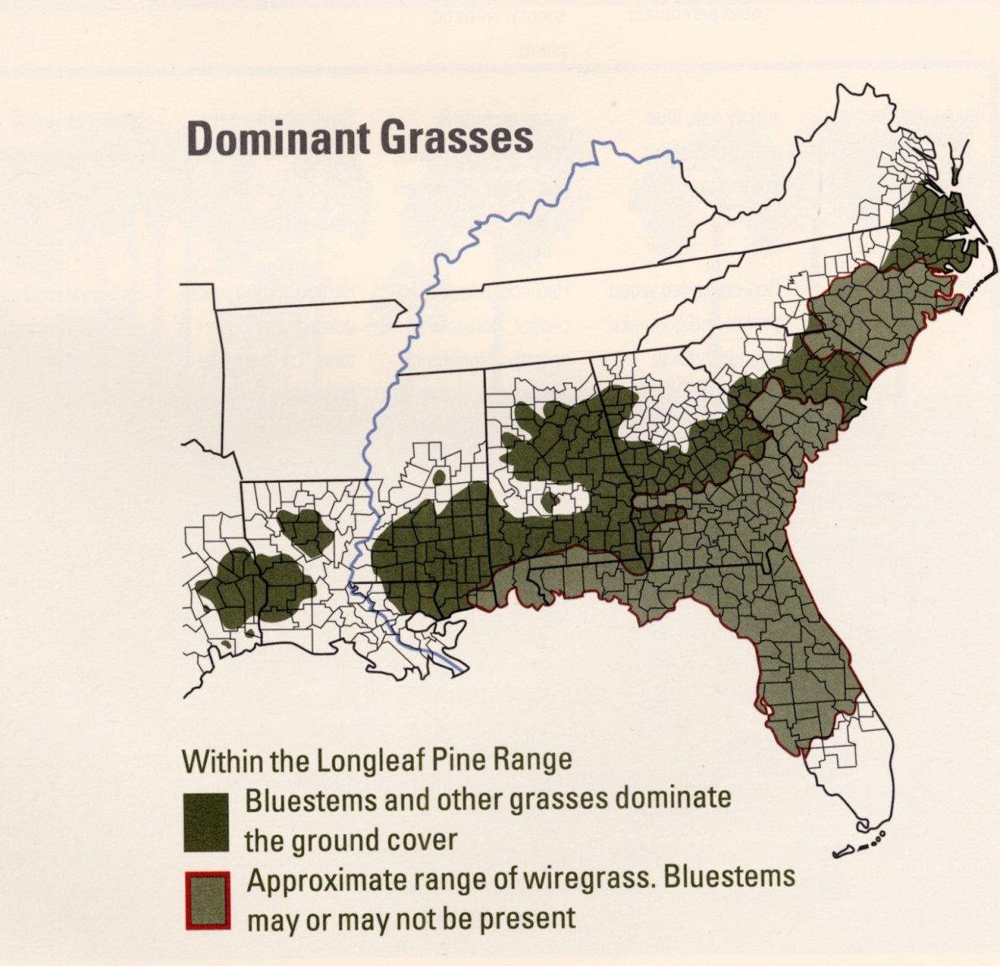 Dominant Grasses
Within the Longleaf Pine Range
Bluestems and other grasses dominate
the ground cover
Approximate range of wiregrass. Bluestems
may or may not be present